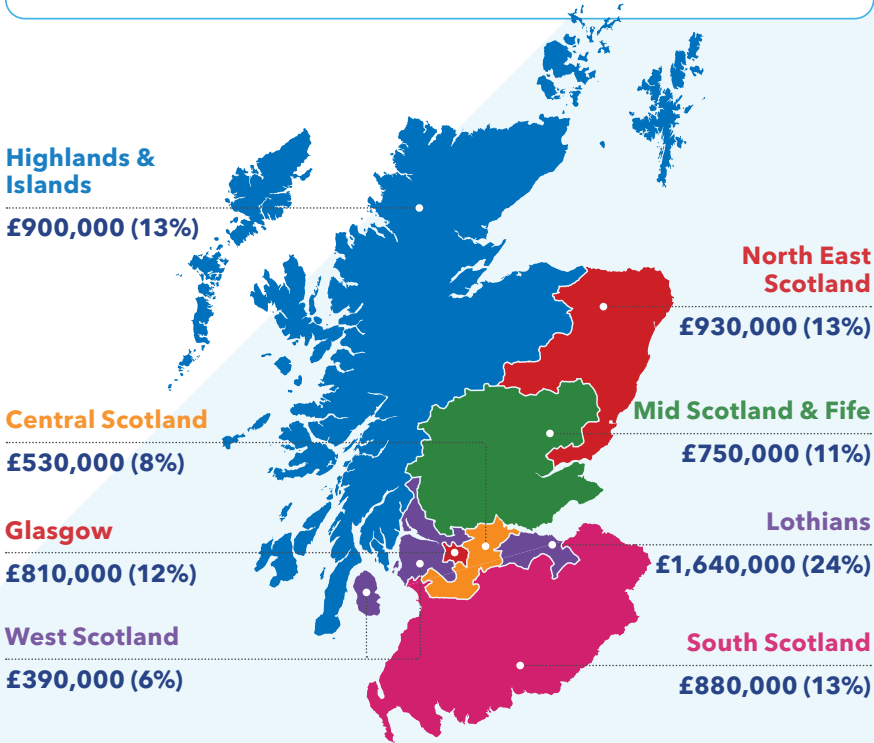 Highlands &
Islands
£900,000 (13%)
North East
Scotland
£930,000 (13%)
Central Scotland
£530,000 (8%)
Mid Scotland & Fife
£750,000 (11%)
Glasgow
£810,000 (12%)
Lothians
£1,640,000 (24%)
West Scotland
£390,000 (6%)
South Scotland
£880,000 (13%)